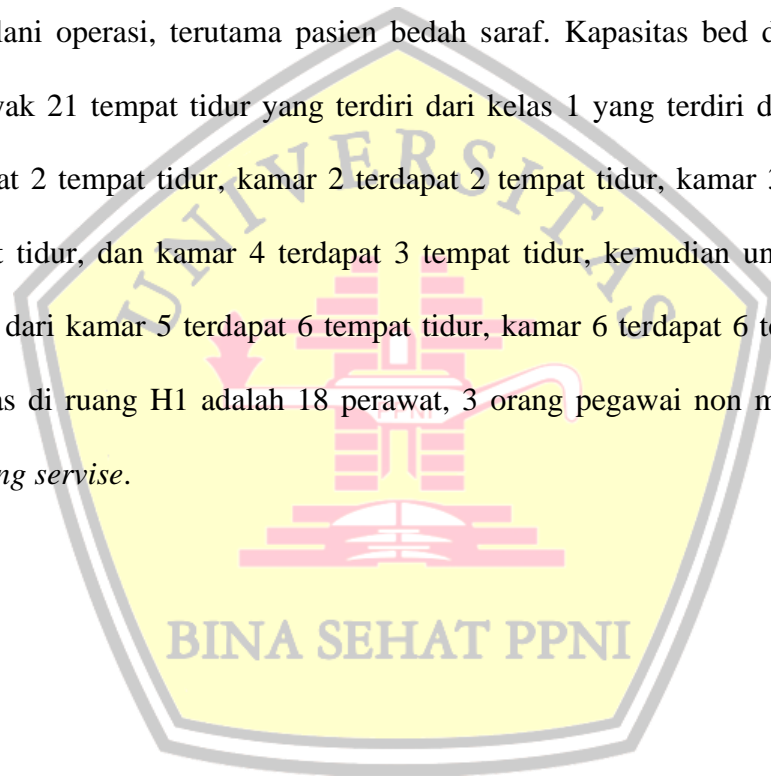 lani operasi, terutama pasien bedah saraf. Kapasitas bed d
yak 21 tempat tidur yang terdiri dari kelas 1 yang terdiri d
at 2 tempat tidur, kamar 2 terdapat 2 tempat tidur, kamar 3
t tidur, dan kamar 4 terdapat 3 tempat tidur, kemudian un
dari kamar 5 terdapat 6 tempat tidur, kamar 6 terdapat 6 te
as di ruang H1 adalah 18 perawat, 3 orang pegawai non m
ng servise.
UNIVERSITAS
PPNI
BINA SEHAT PPNI